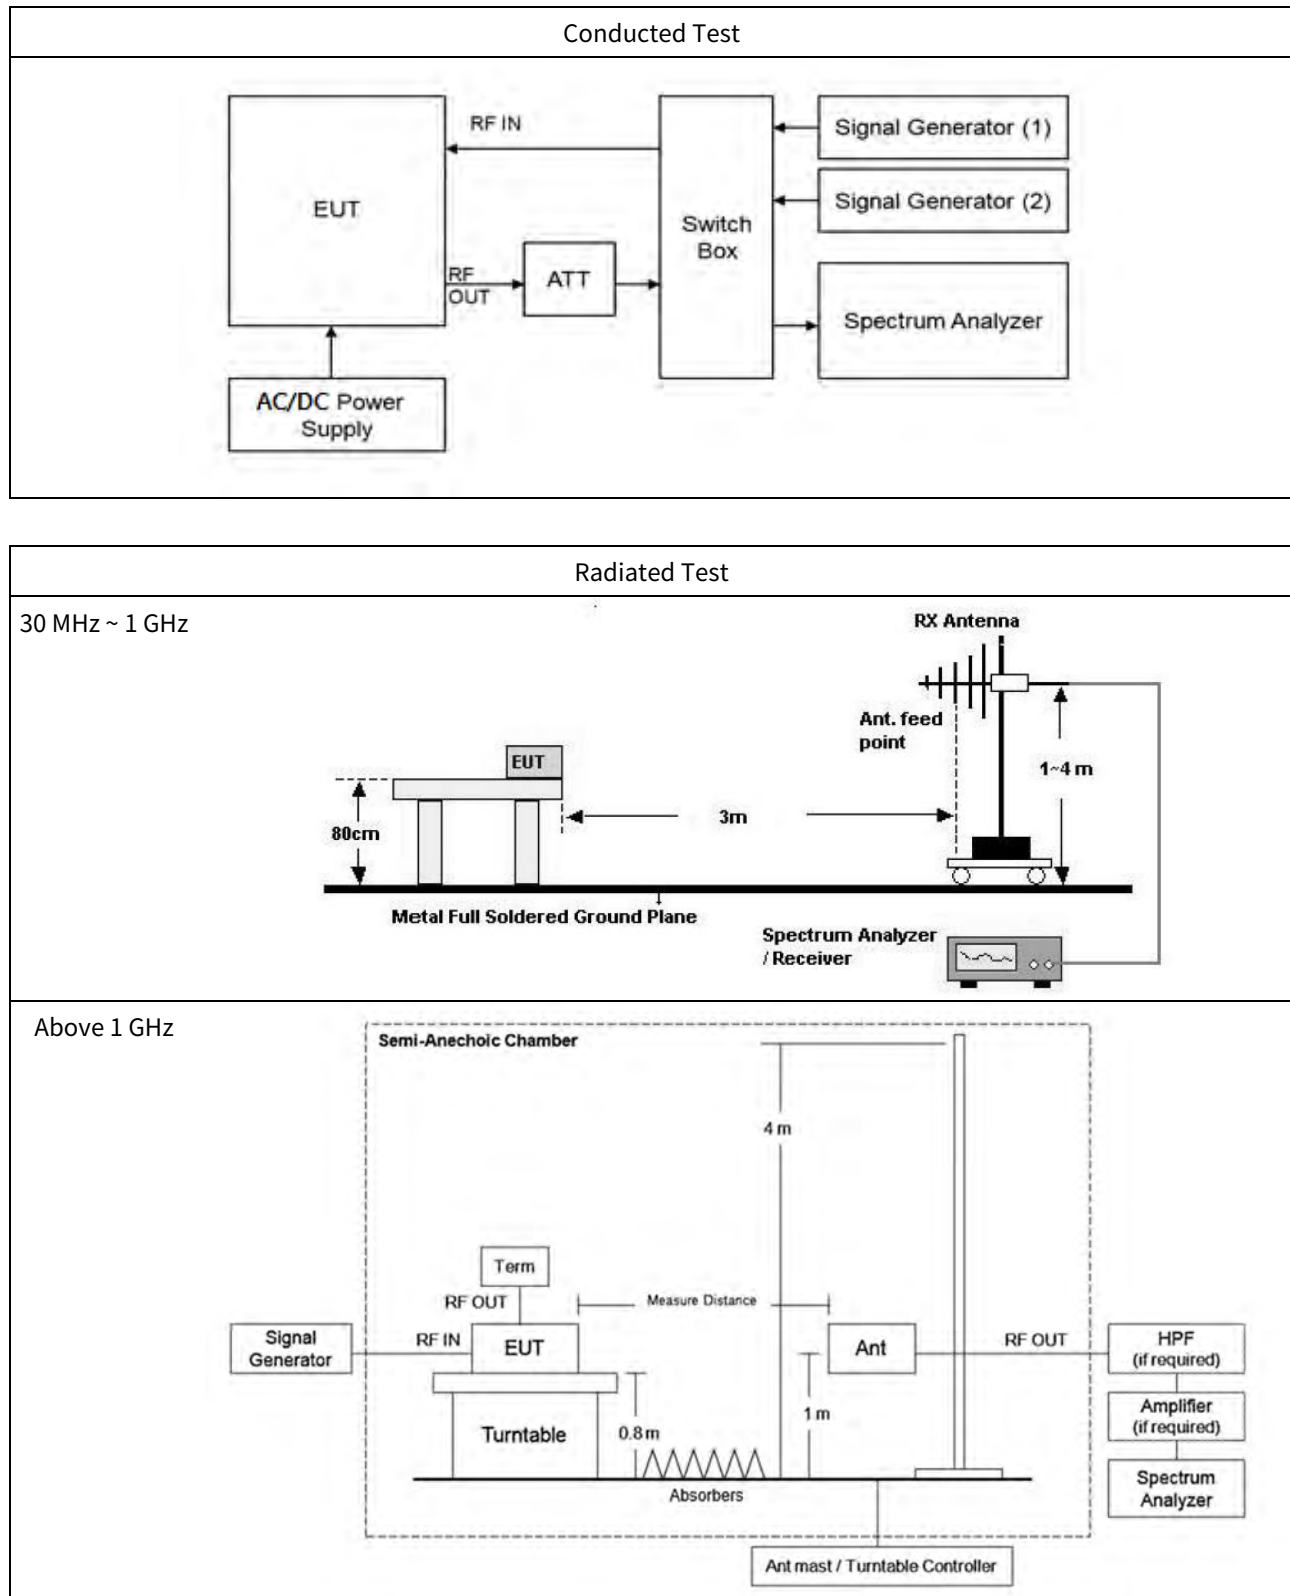 Conducted Test
RF IN
Signal Generator (1)
EUT
Signal Generator (2)
Switch
Box
RF
OUT
ATT
Spectrum Analyzer
AC/DC Power
Supply
Radiated Test
30 MHz ~ 1 GHz
RX Antenna
Ant. feed
point
EUT
1~4 m
80cm
3m
Metal Full Soldered Ground Plane
Spectrum Analyzer
/ Receiver
Above 1 GHz
Semi-Anechoic Chamber
4 m
Term
RF OUT
Measure Distance
Signal
Generator
RF IN
EUT
Ant
RF OUT
HPF
(if required)
1 m
Amplifier
(if required)
Turntable
0.8 m
Absorbers
Spectrum
Analyzer
Ant mast / Turntable Controller